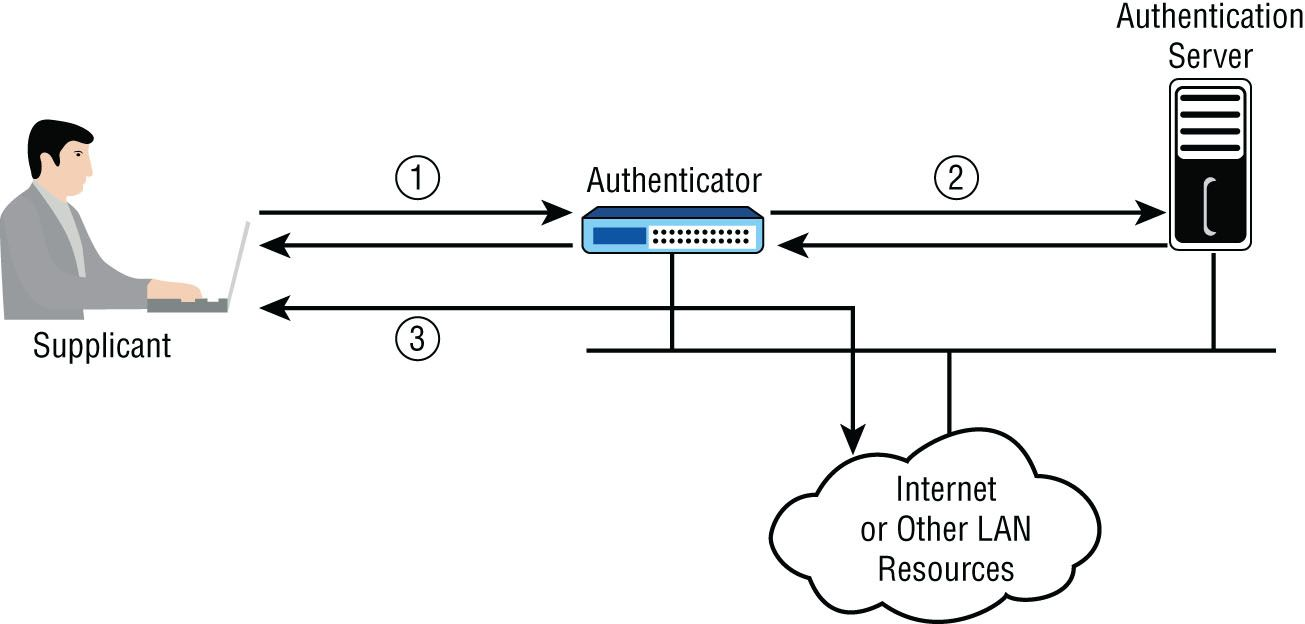 Authentication
Server
1
Authenticator
2
Supplicant
3
Internet
or Other LAN
Resources